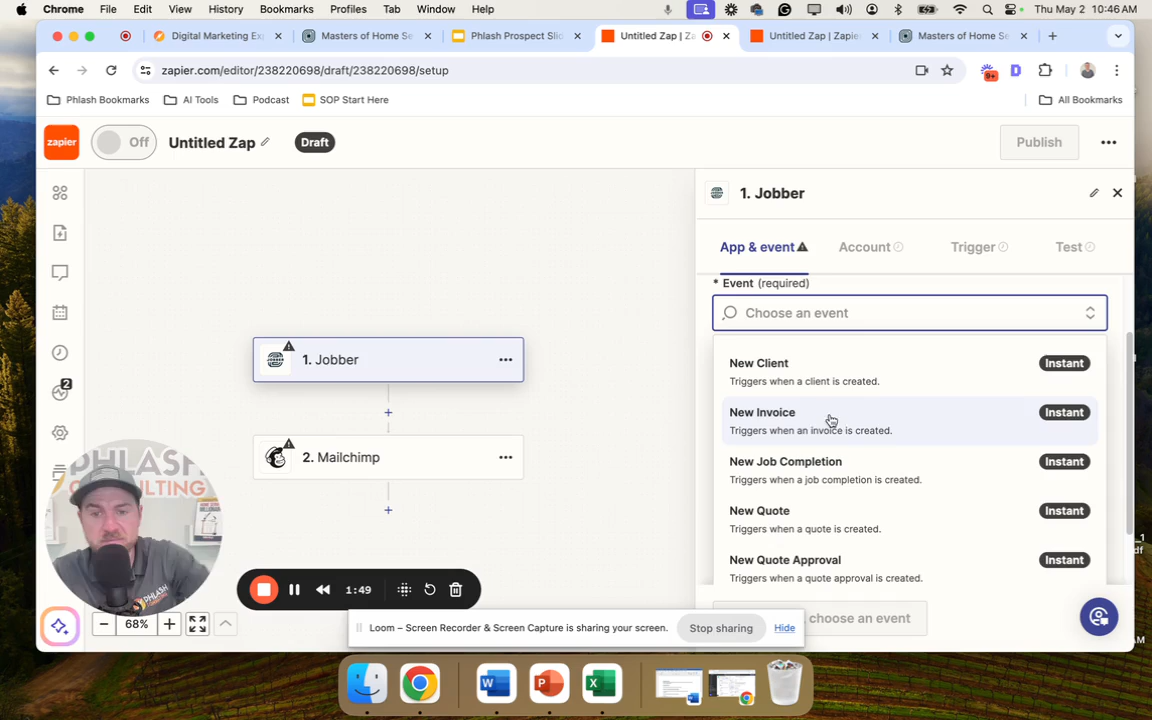 Chrome File Edit View History Bookmarks Profiles Tab Window Help Thu May 2 10:46 AM
Digital Marketing Ex Masters of Home Se Phlash Prospect Slid Untitled Zap | Za Untitled Zap | Zapie Masters of Home Se
zapier.com/editor/238220698/draft/238220698/setup 9+ D
Phlash Bookmarks AI Tools Podcast SOP Start Here All Bookmarks
zapier Off Untitled Zap Draft Publish
1. Jobber
App & event Account Trigger Test
* Event (required)
Choose an event
New Client Instant
Triggers when a client is created.
New Invoice Instant
Triggers when an invoice is created.
New Job Completion Instant
Triggers when a job completion is created.
New Quote Instant
Triggers when a quote is created.
New Quote Approval Instant
Triggers when a quote approval is created.
choose an event
1. Jobber
2. Mailchimp
2
PHLASH
CONSULTING
1:49
68%
Loom – Screen Recorder & Screen Capture is sharing your screen. Stop sharing Hide
_1
df
AM
W P X